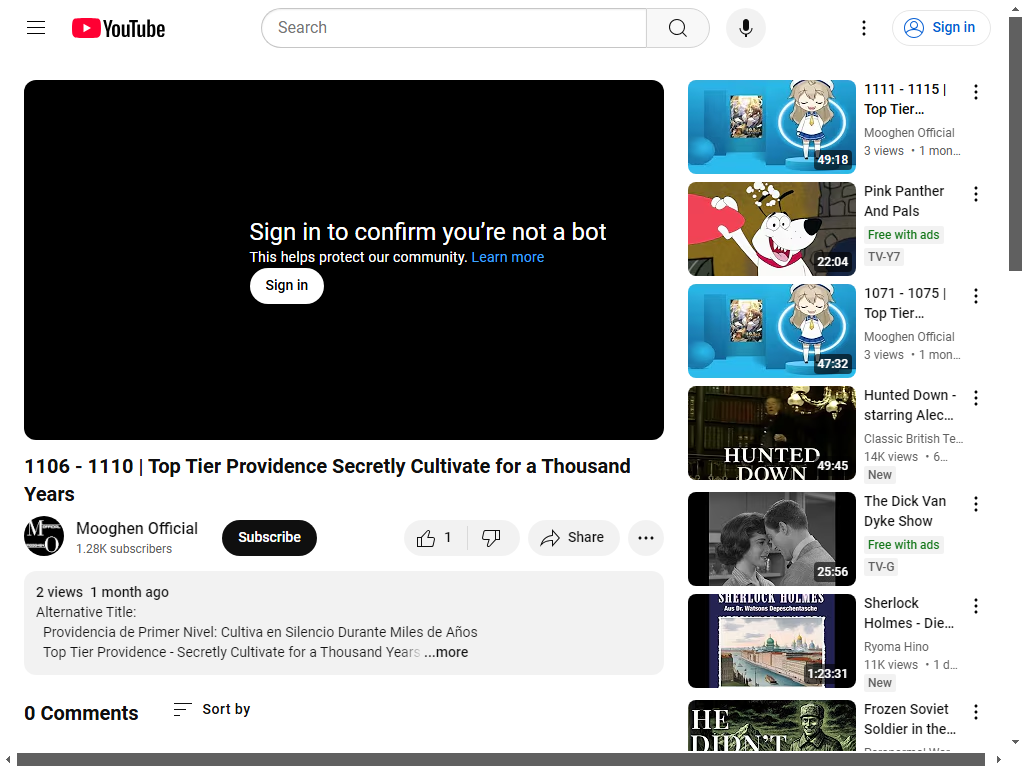 YouTube
Search
Sign in
Sign in to confirm you’re not a bot
This helps protect our community. Learn more
Sign in
1106 - 1110 | Top Tier Providence Secretly Cultivate for a Thousand
Years
Mooghen Official
1.28K subscribers
Subscribe
1
Share
2 views 1 month ago
Alternative Title:
Providencia de Primer Nivel: Cultiva en Silencio Durante Miles de Años
Top Tier Providence - Secretly Cultivate for a Thousand Years ...more
0 Comments
Sort by
49:18
1111 - 1115 |
Top Tier…
Mooghen Official
3 views • 1 mon…
22:04
Pink Panther
And Pals
Free with ads
TV-Y7
47:32
1071 - 1075 |
Top Tier…
Mooghen Official
3 views • 1 mon…
HUNTED
DOWN
49:45
Hunted Down -
starring Alec…
Classic British Te…
14K views • 6…
New
25:56
The Dick Van
Dyke Show
Free with ads
TV-G
SHERLOCK HOLMES
Aus Dr. Watsons Depeschentasche
1:23:31
Sherlock
Holmes - Die…
Ryoma Hino
11K views • 1 d…
New
HE
DIDN'T
Frozen Soviet
Soldier in the…